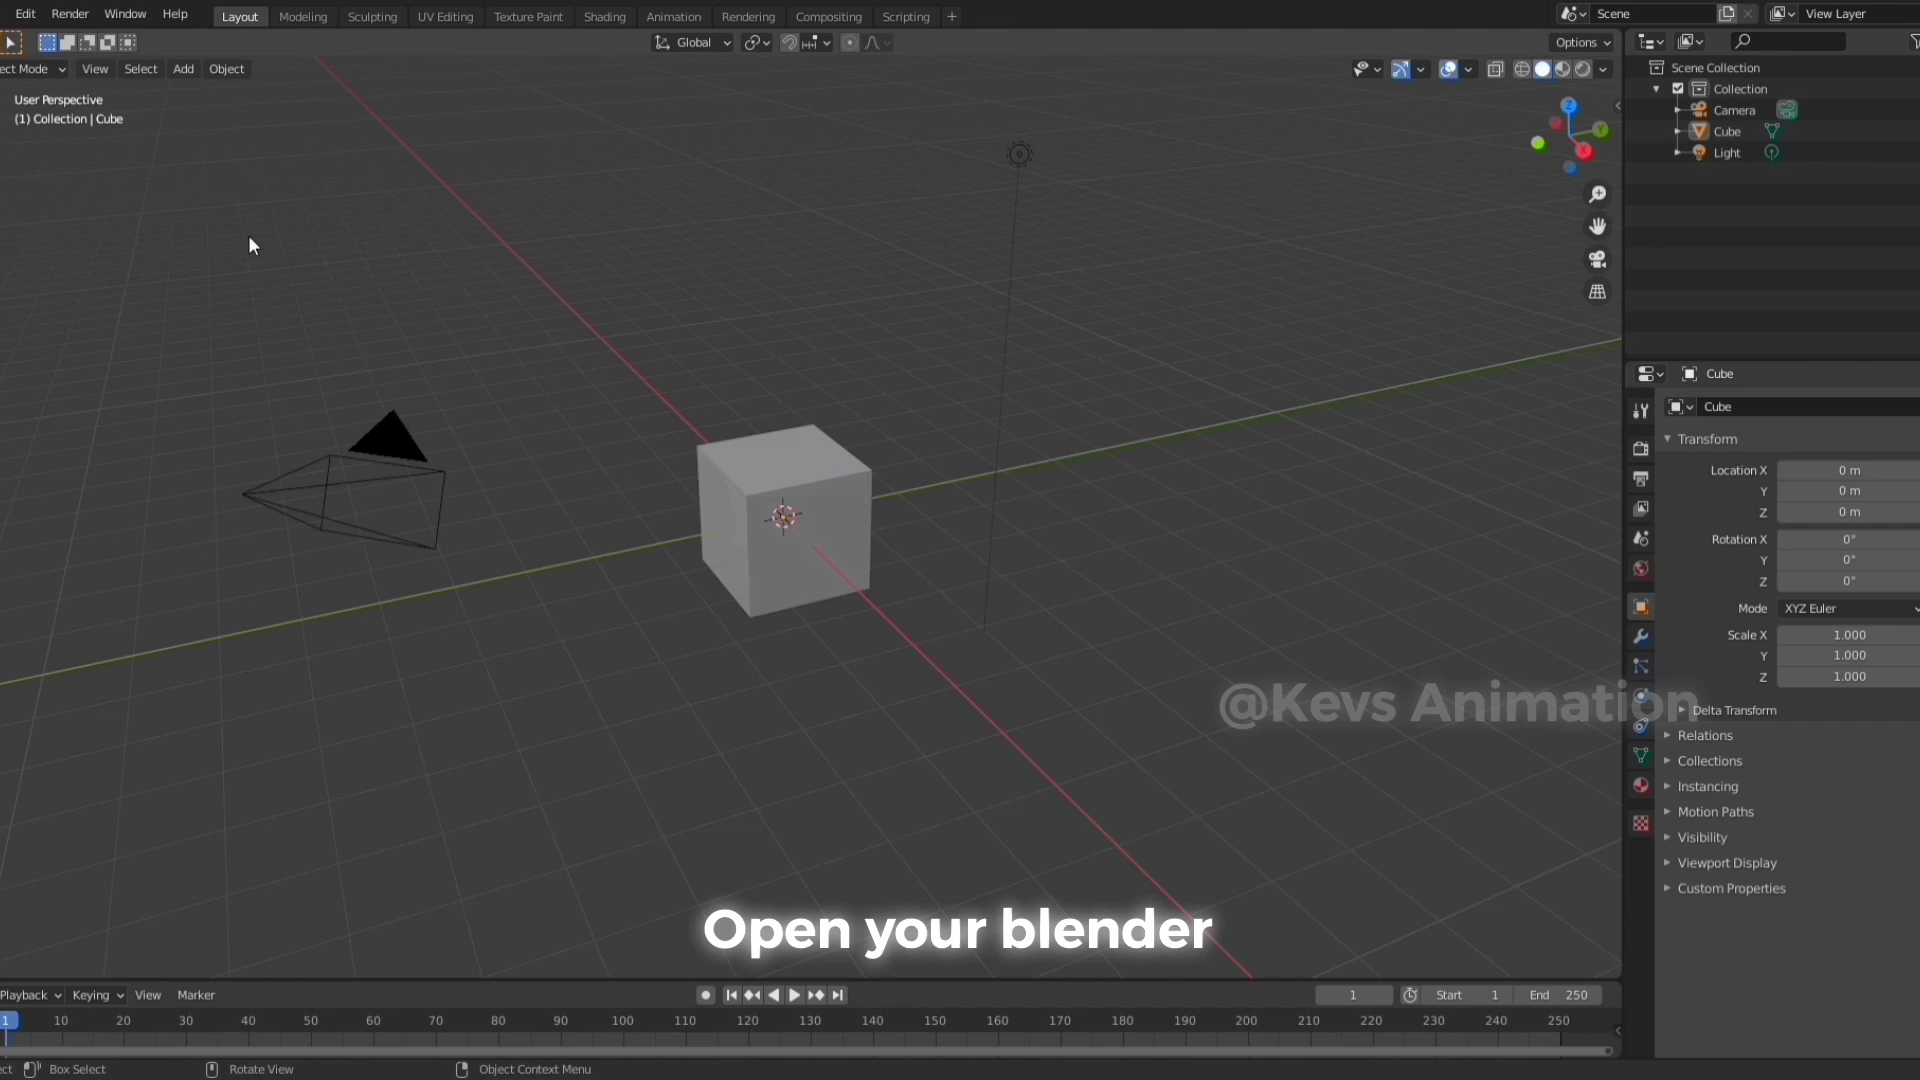 Edit Render Window Help Layout Modeling Sculpting UV Editing Texture Paint Shading Animation Rendering Compositing Scripting + Scene View Layer
Global Options
ect Mode View Select Add Object
User Perspective
(1) Collection | Cube
Z
Y
X
Scene Collection
Collection
Camera
Cube
Light
Cube
Cube
Transform
Location X 0 m
Y 0 m
Z 0 m
Rotation X 0°
Y 0°
Z 0°
Mode XYZ Euler
Scale X 1.000
Y 1.000
Z 1.000
@Kevs Animation
Delta Transform
Relations
Collections
Instancing
Motion Paths
Visibility
Viewport Display
Custom Properties
Open your blender
Playback Keying View Marker 1 Start 1 End 250
1 10 20 30 40 50 60 70 80 90 100 110 120 130 140 150 160 170 180 190 200 210 220 230 240 250
ect Box Select Rotate View Object Context Menu